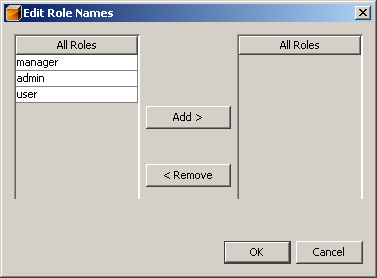 Edit Role Names
All Roles
manager
admin
user
Add >
< Remove
All Roles
OK
Cancel